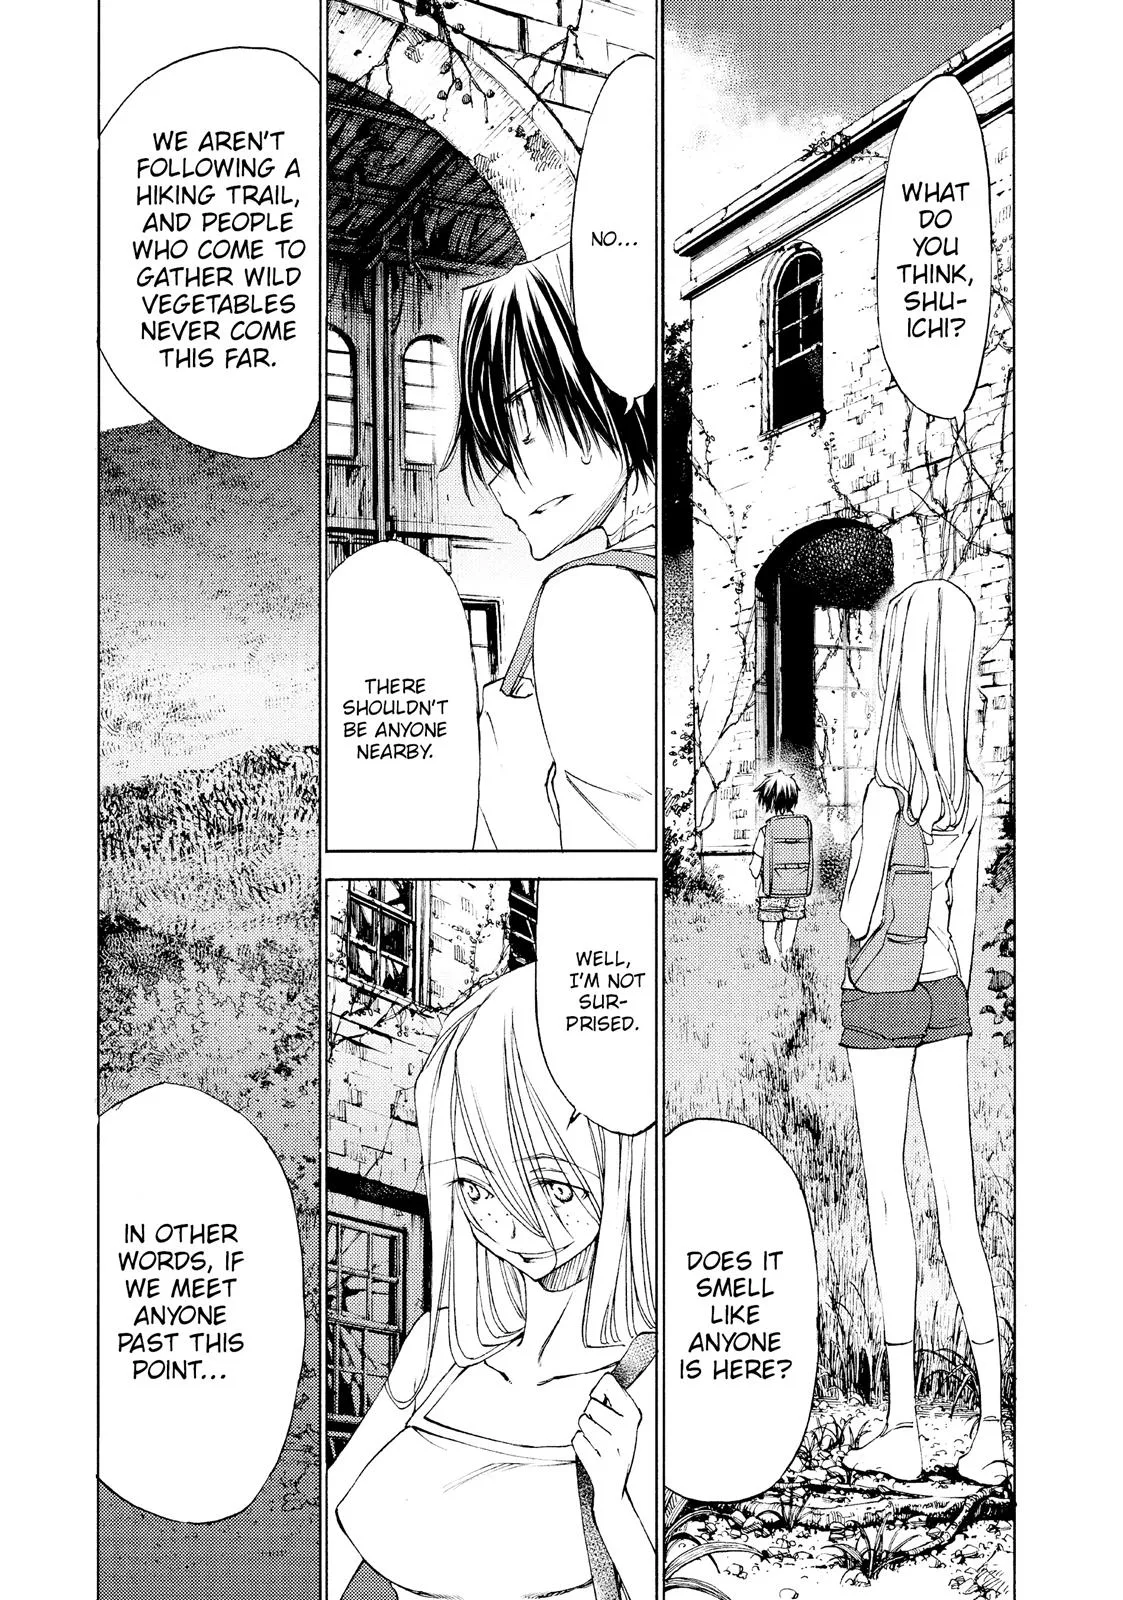 WHAT
DO
YOU
THINK,
SHU-
ICHI?
DOES IT
SMELL
LIKE
ANYONE
IS HERE?
NO...
THERE
SHOULDN'T
BE ANYONE
NEARBY.
WELL,
I'M NOT
SUR-
PRISED.
WE AREN'T
FOLLOWING A
HIKING TRAIL,
AND PEOPLE
WHO COME TO
GATHER WILD
VEGETABLES
NEVER COME
THIS FAR.
IN OTHER
WORDS, IF
WE MEET
ANYONE
PAST THIS
POINT...